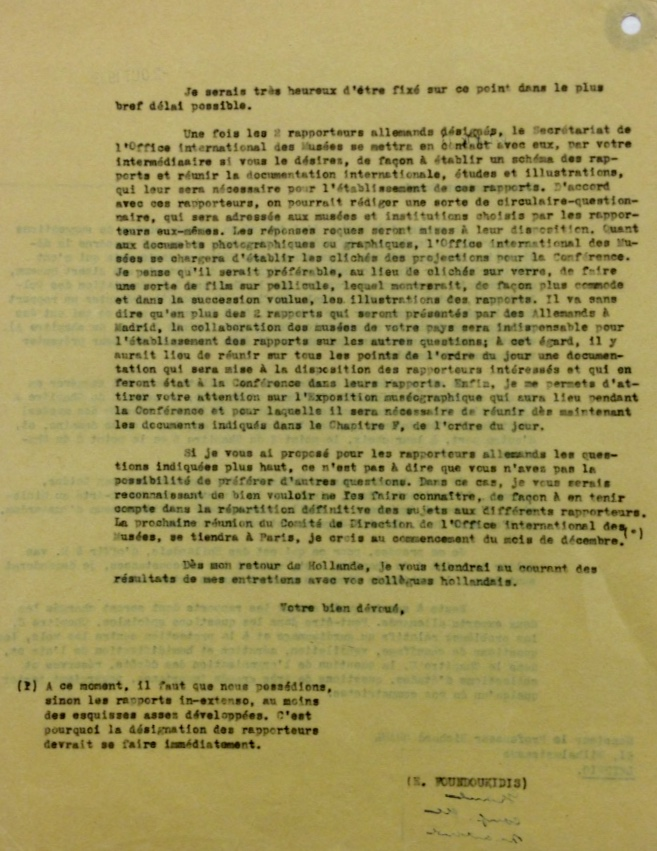 Je serais très heureux d'être fixé sur ce point dans le plus
bref délai possible.
Une fois les 2 rapporteurs allemands désignés, le Secrétariat de
l'Office international des Musées se mettra en contact avec eux, par votre
intermédiaaire si vous le désires, de façon à établir un schéma des rap-
ports et réunir la documentation internationale, études et illustrations,
qui leur sera nécessaire pour l'établissement de ces rapports. D'accord
avec ces rapporteurs, on pourrait rédiger une sorte de circulaire-question-
naire, qui sera adressée aux musées et institutions choisis par les rappor-
teurs eux-mêmes. Les réponses reçues seront mises à leur disposition. Quant
aux documehts photographiques ou graphiques, l'Office international des Mu-
sées se chargera d'établir les clichés des projections pour la Conférence.
Je pense qu'il serait préférable, au lieu de clichés sur verre, de faire
une sorte de film sur pellicule, lequel montrerait, de façon plus commode
et dans la succession voulue, les illustrations des rapports. Il va sans
dire qu'en plus des 2 rapports qui seront présentés par des Allemands à
Madrid, la collaboration des musées de votre pays sera indispensable pour
l'établissement des rapports sur les autres questions; à cet égard, il y
aurait lieu de réunir sur tous les points de l'ordre du jour une documen-
tation qui sera mise à la disposition des rapporteurs intéressés et qui en
feront état à la Conférence dans leurs rapports. Enfin, je me permets d'at-
tirer votre attention sur l'Exposition muséographique qui aura lieu pendant
la Conférence et pour laquelle il sera nécessaire de réunir dès maintenant
les documents indiqués dans le Chapitre F, de l'ordre du jour.
Si je vous ai proposé pour les rapporteurs allemands les ques-
tions indiquées plus haut, ce n'est pas à dire que vous n'ayez pas la
possibilité de préférer d'autres questions. Dans ce cas, je vous serais
reconnaissant de bien vouloir me les faire connaître, de façon à en tenir
compte dans la répartition définitive des sujets aux différents rapporteurs.
La prochaine réunion du Comité de Direction de l'Office international des
Musées, se tiendra à Paris, je crois au commencement du mois de décembre.
Dès mon retour de Hollande, je vous tiendrai au courant des
résultats de mes entretiens avec vos collègues hollandais.
Votre bien dévoué,
(1) A ce moment, il faut que nous possédions,
sinon les rapports in-extenso, au moins
des esquisses assez développées. C'est
pourquoi la désignation des rapporteurs
devrait se faire immédiatement.
(E. FOUNDOUKIDIS)